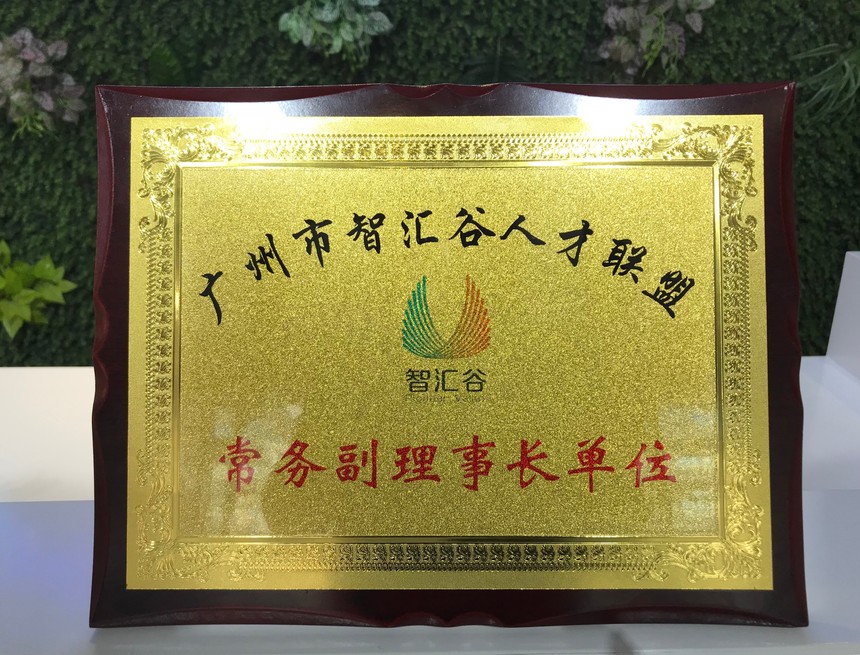 广州市智汇谷人才联盟
智汇谷
常务副理事长单位